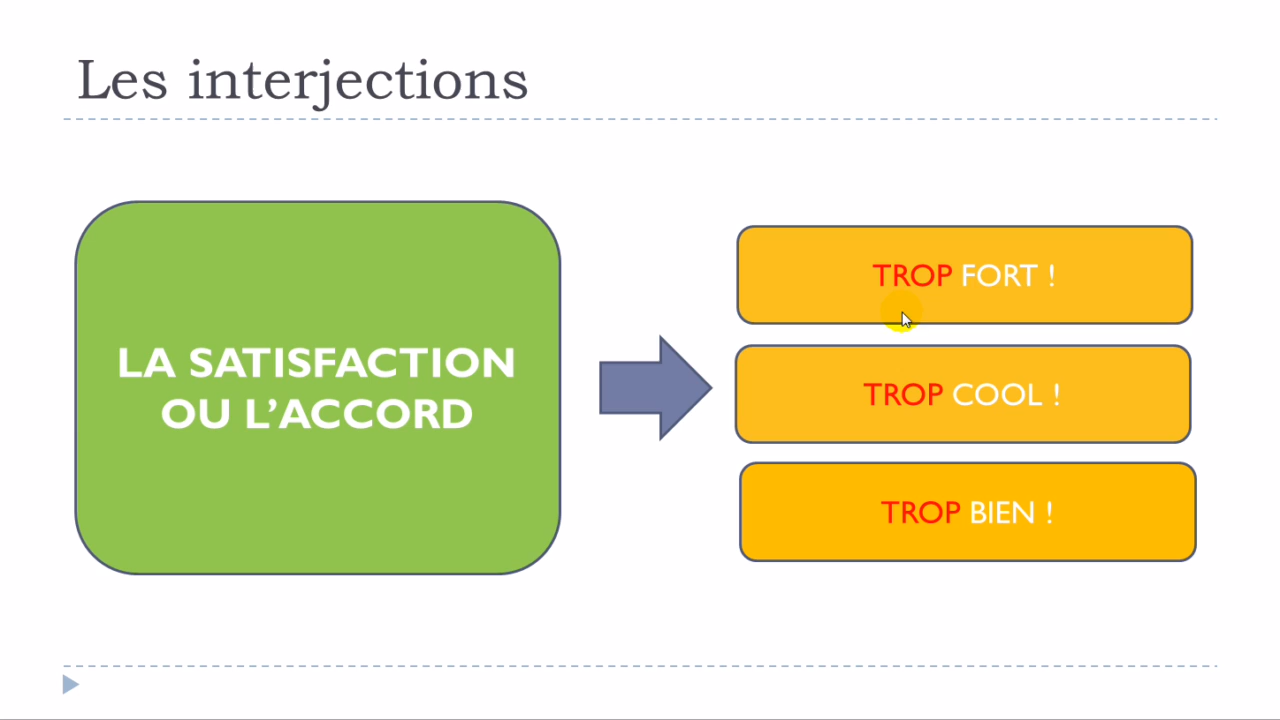 Les interjections
LA SATISFACTION
OU L'ACCORD
TROP FORT !
TROP COOL !
TROP BIEN !